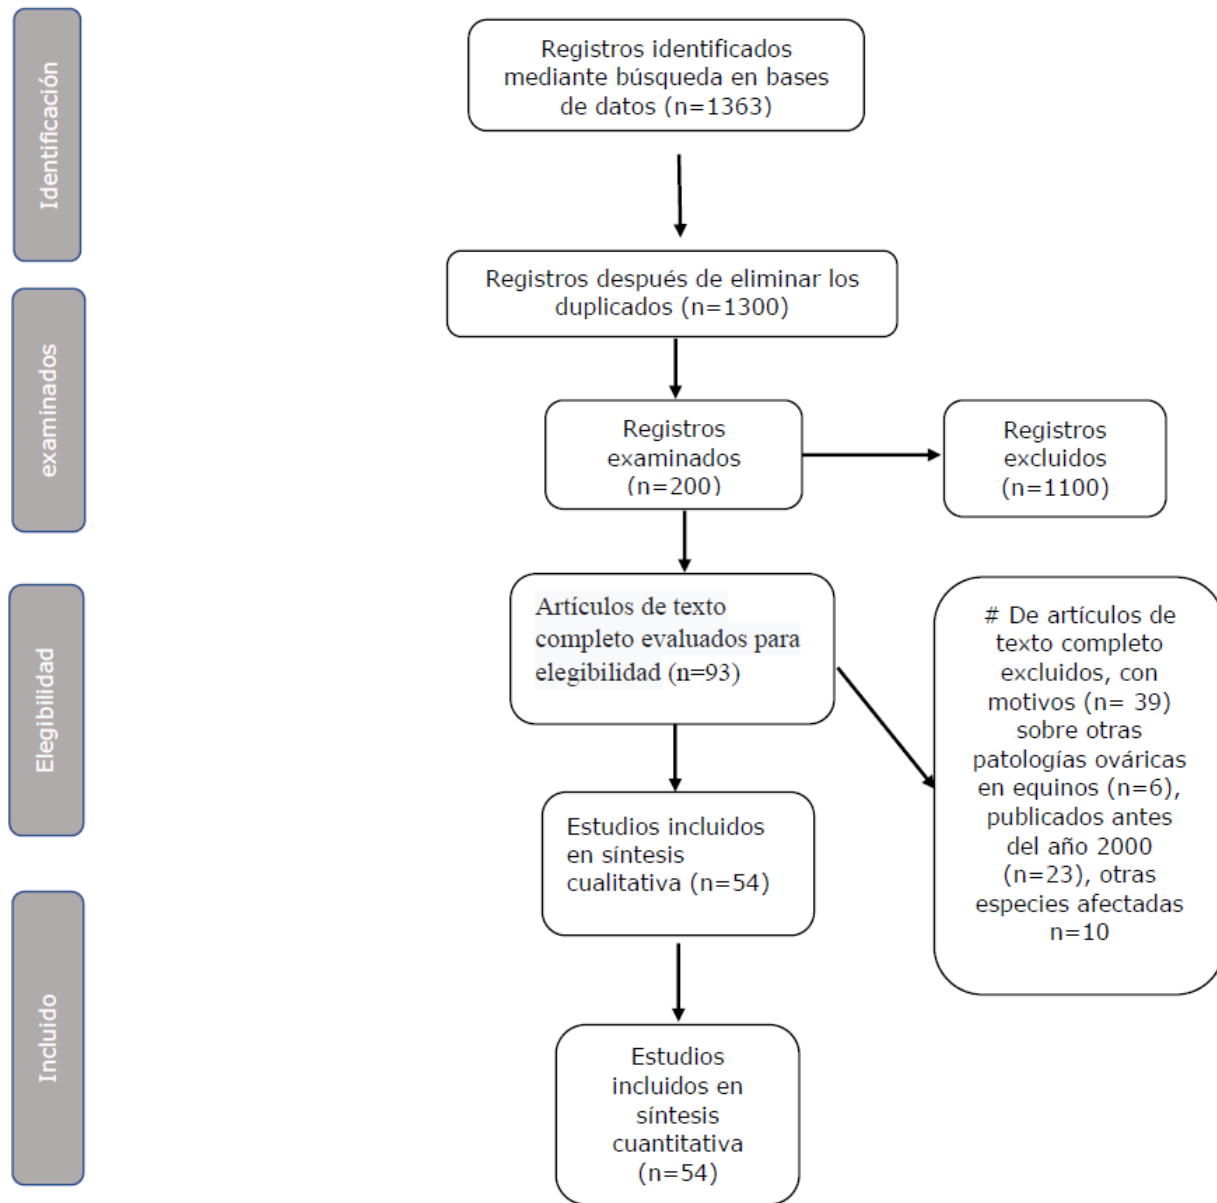 Identificación
Registros identificados
mediante búsqueda en bases
de datos (n=1363)
Registros después de eliminar los
duplicados (n=1300)
examinados
Registros
examinados
(n=200)
Registros
excluidos
(n=1100)
Elegibilidad
Artículos de texto
completo evaluados para
elegibilidad (n=93)
# De artículos de
texto completo
excluidos, con
motivos (n= 39)
sobre otras
patologías ováricas
en equinos (n=6),
publicados antes
del año 2000
(n=23), otras
especies afectadas
n=10
Estudios incluidos
en síntesis
cualitativa (n=54)
Incluido
Estudios
incluidos en
síntesis
cuantitativa
(n=54)